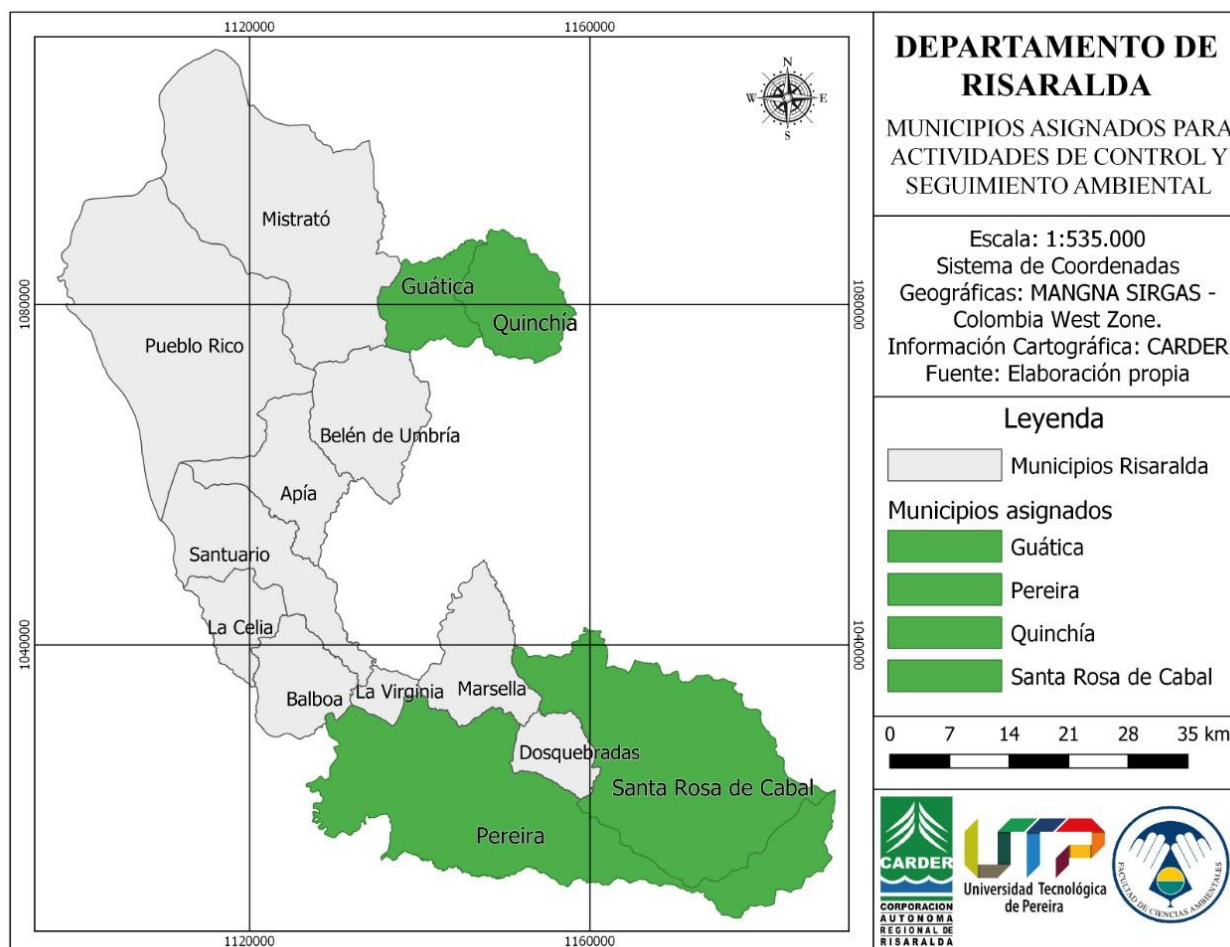 1120000
1160000
N
W
E
S
1080000
1080000
1040000
1040000
Mistrató
Guática
Quinchía
Pueblo Rico
Belén de Umbría
Apía
Santuario
La Celia
Balboa
La Virginia
Marsella
Dosquebradas
Santa Rosa de Cabal
Pereira
1120000
1160000
DEPARTAMENTO DE
RISARALDA
MUNICIPIOS ASIGNADOS PARA
ACTIVIDADES DE CONTROL Y
SEGUIMIENTO AMBIENTAL
Escala: 1:535.000
Sistema de Coordenadas
Geográficas: MANGNA SIRGAS -
Colombia West Zone.
Información Cartográfica: CARDER
Fuente: Elaboración propia
Leyenda
Municipios Risaralda
Municipios asignados
Guática
Pereira
Quinchía
Santa Rosa de Cabal
0 7 14 21 28 35 km
CARDER
CORPORACION
AUTONOMA
REGIONAL DE
RISARALDA
UTP
Universidad Tecnológica
de Pereira
FACULTAD DE CIENCIAS AMBIENTALES